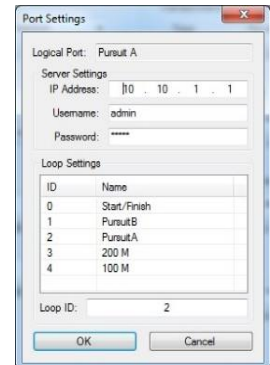 Port Settings
Logical Port: Pursuit A
Server Settings
IP Address: 10 . 10 . 1 . 1
Username: admin
Password: *****
Loop Settings
ID Name
0 Start/Finish
1 PursuitB
2 PursuitA
3 200 M
4 100 M
Loop ID: 2
OK Cancel